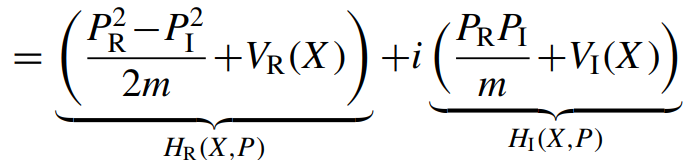 = ( (P_R^2 − P_I^2) / 2m + V_R(X) ) + i ( P_R P_I / m + V_I(X) )
H_R(X,P) H_I(X,P)